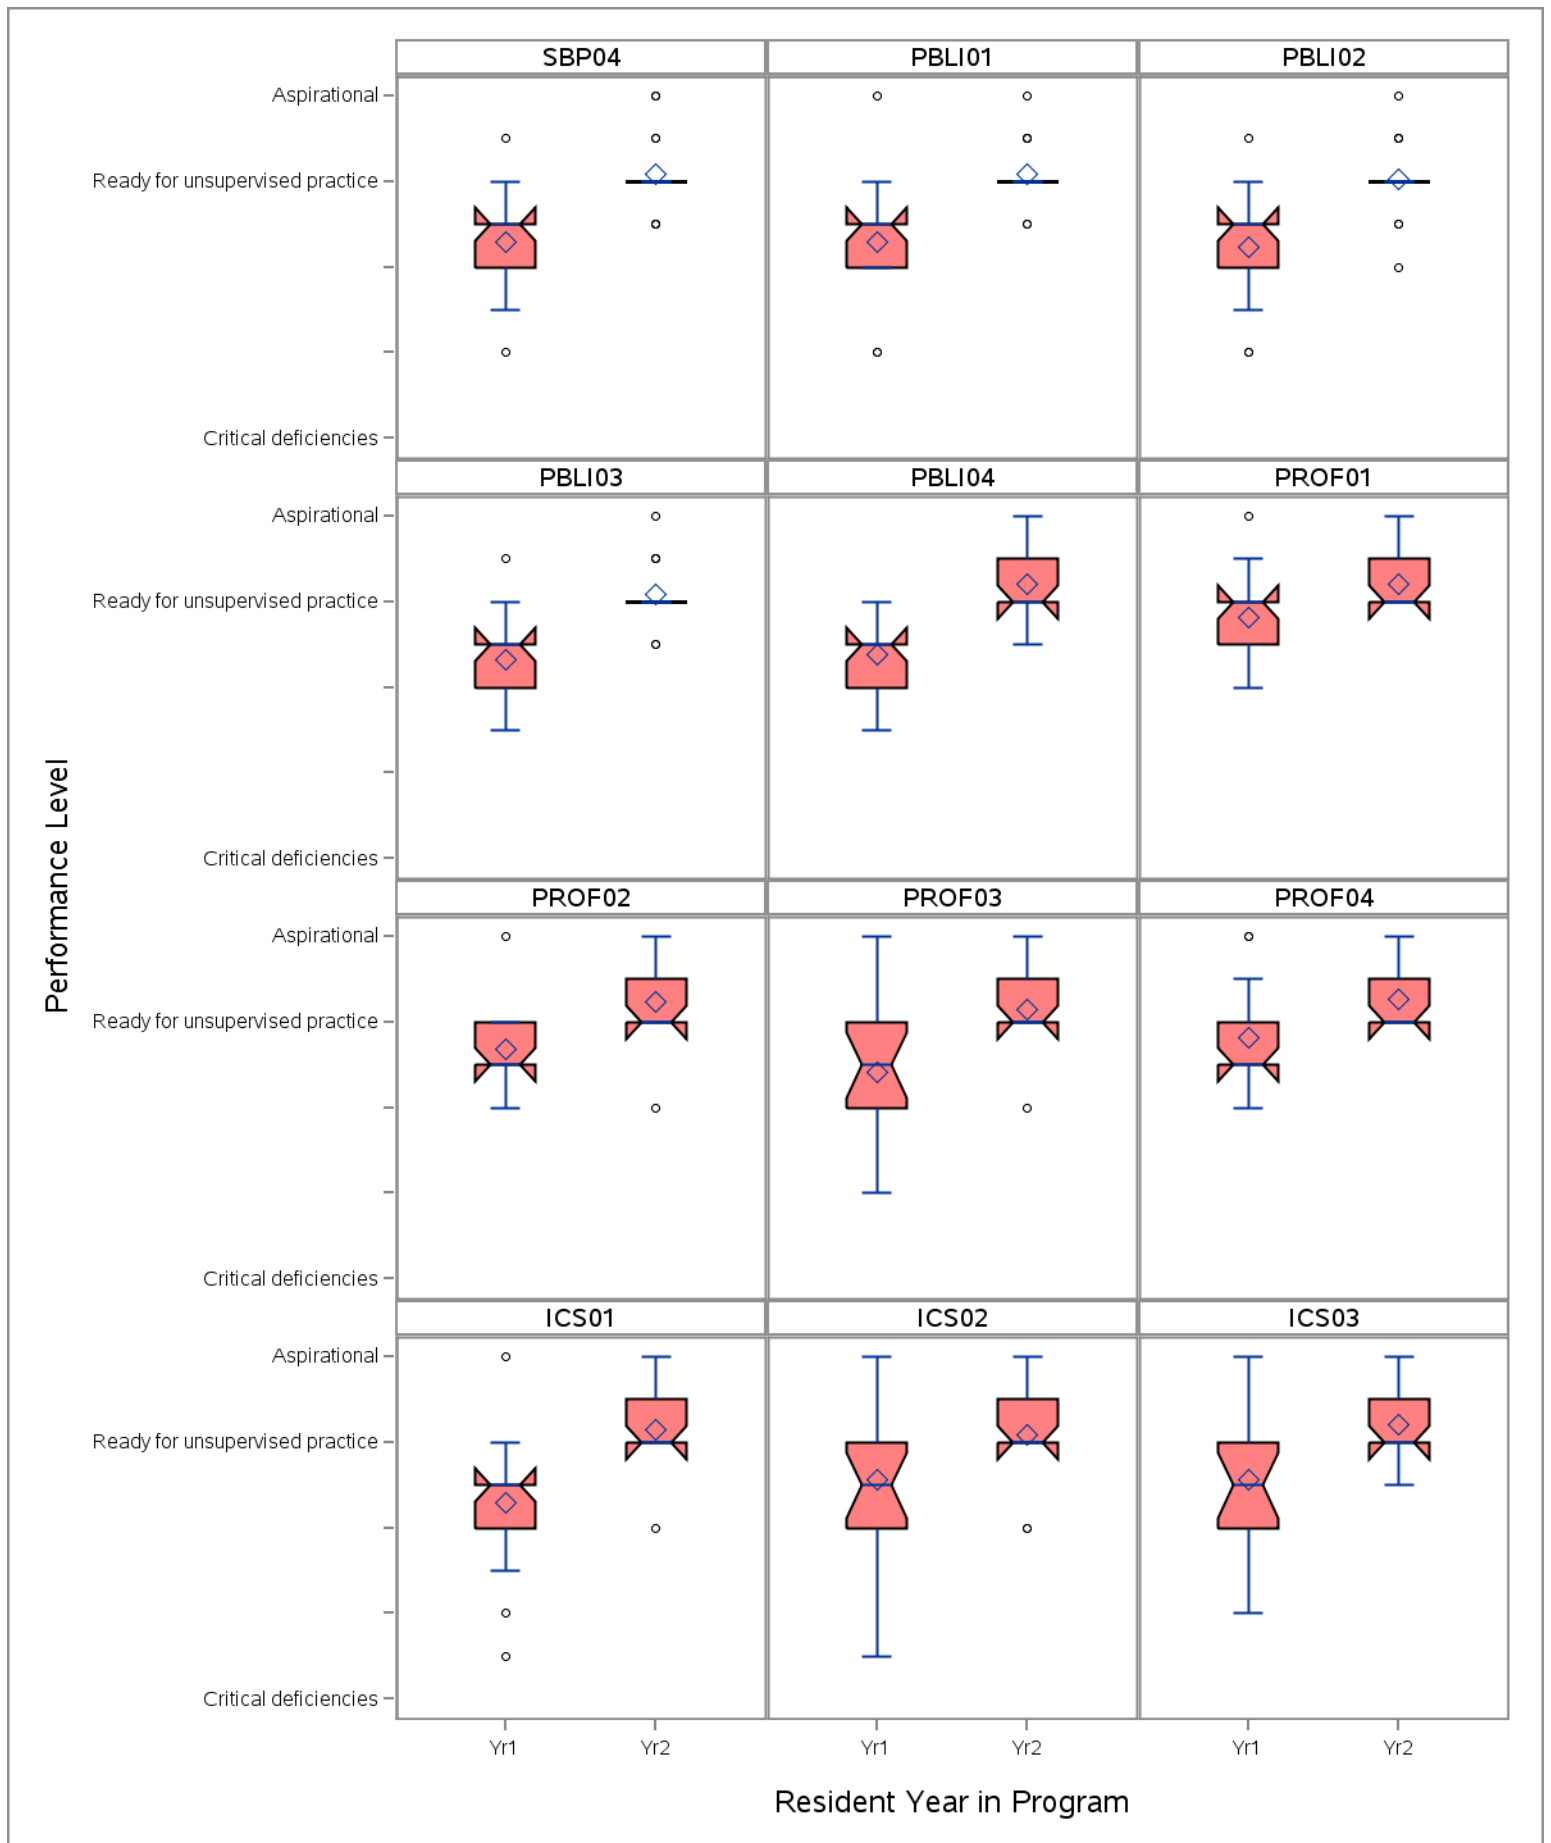 SBP04 PBLI01 PBLI02
Aspirational
Ready for unsupervised practice
Critical deficiencies
PBLI03 PBLI04 PROF01
Aspirational
Ready for unsupervised practice
Critical deficiencies
Performance Level
PROF02 PROF03 PROF04
Aspirational
Ready for unsupervised practice
Critical deficiencies
ICS01 ICS02 ICS03
Aspirational
Ready for unsupervised practice
Critical deficiencies
Yr1 Yr2 Yr1 Yr2 Yr1 Yr2
Resident Year in Program